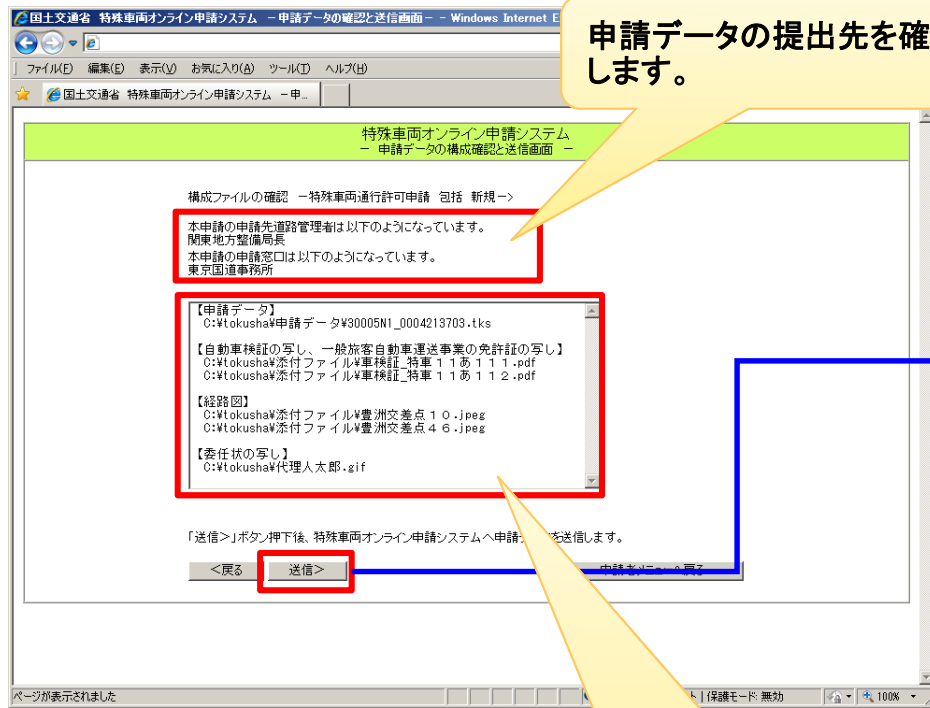 国土交通省 特殊車両オンライン申請システム －申請データの確認と送信画面－ - Windows Internet E
申請データの提出先を確
します。
ファイル(F) 編集(E) 表示(V) お気に入り(A) ツール(T) ヘルプ(H)
国土交通省 特殊車両オンライン申請システム －申...
特殊車両オンライン申請システム
－ 申請データの構成確認と送信画面 －
構成ファイルの確認 －特殊車両通行許可申請 包括 新規－>
本申請の申請先道路管理者は以下のようになっています。
関東地方整備局長
本申請の申請窓口は以下のようになっています。
東京国道事務所
【申請データ】
C:¥tokusha¥申請データ¥30005N1_0004213703.tks
【自動車検証の写し、一般旅客自動車運送事業の免許証の写し】
C:¥tokusha¥添付ファイル¥車検証_特車１１あ１１１.pdf
C:¥tokusha¥添付ファイル¥車検証_特車１１あ１１２.pdf
【経路図】
C:¥tokusha¥添付ファイル¥豊洲交差点１０.jpeg
C:¥tokusha¥添付ファイル¥豊洲交差点４６.jpeg
【委任状の写し】
C:¥tokusha¥代理人太郎.gif
「送信>」ボタン押下後、特殊車両オンライン申請システムへ申請 を送信します。
<戻る 送信> 申請者メニューへ戻る
ページが表示されました ト | 保護モード: 無効 100%